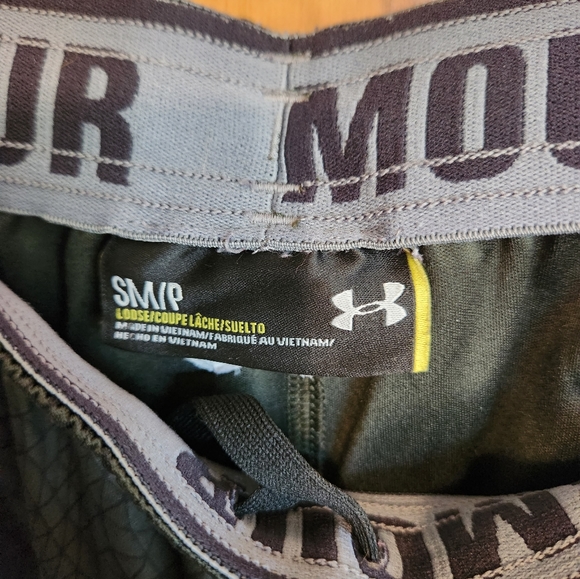 UR MOU
SM/P
LOOSE/COUPE LÂCHE/SUELTO
MADE IN VIETNAM/FABRIQUÉ AU VIETNAM/
HECHO EN VIETNAM